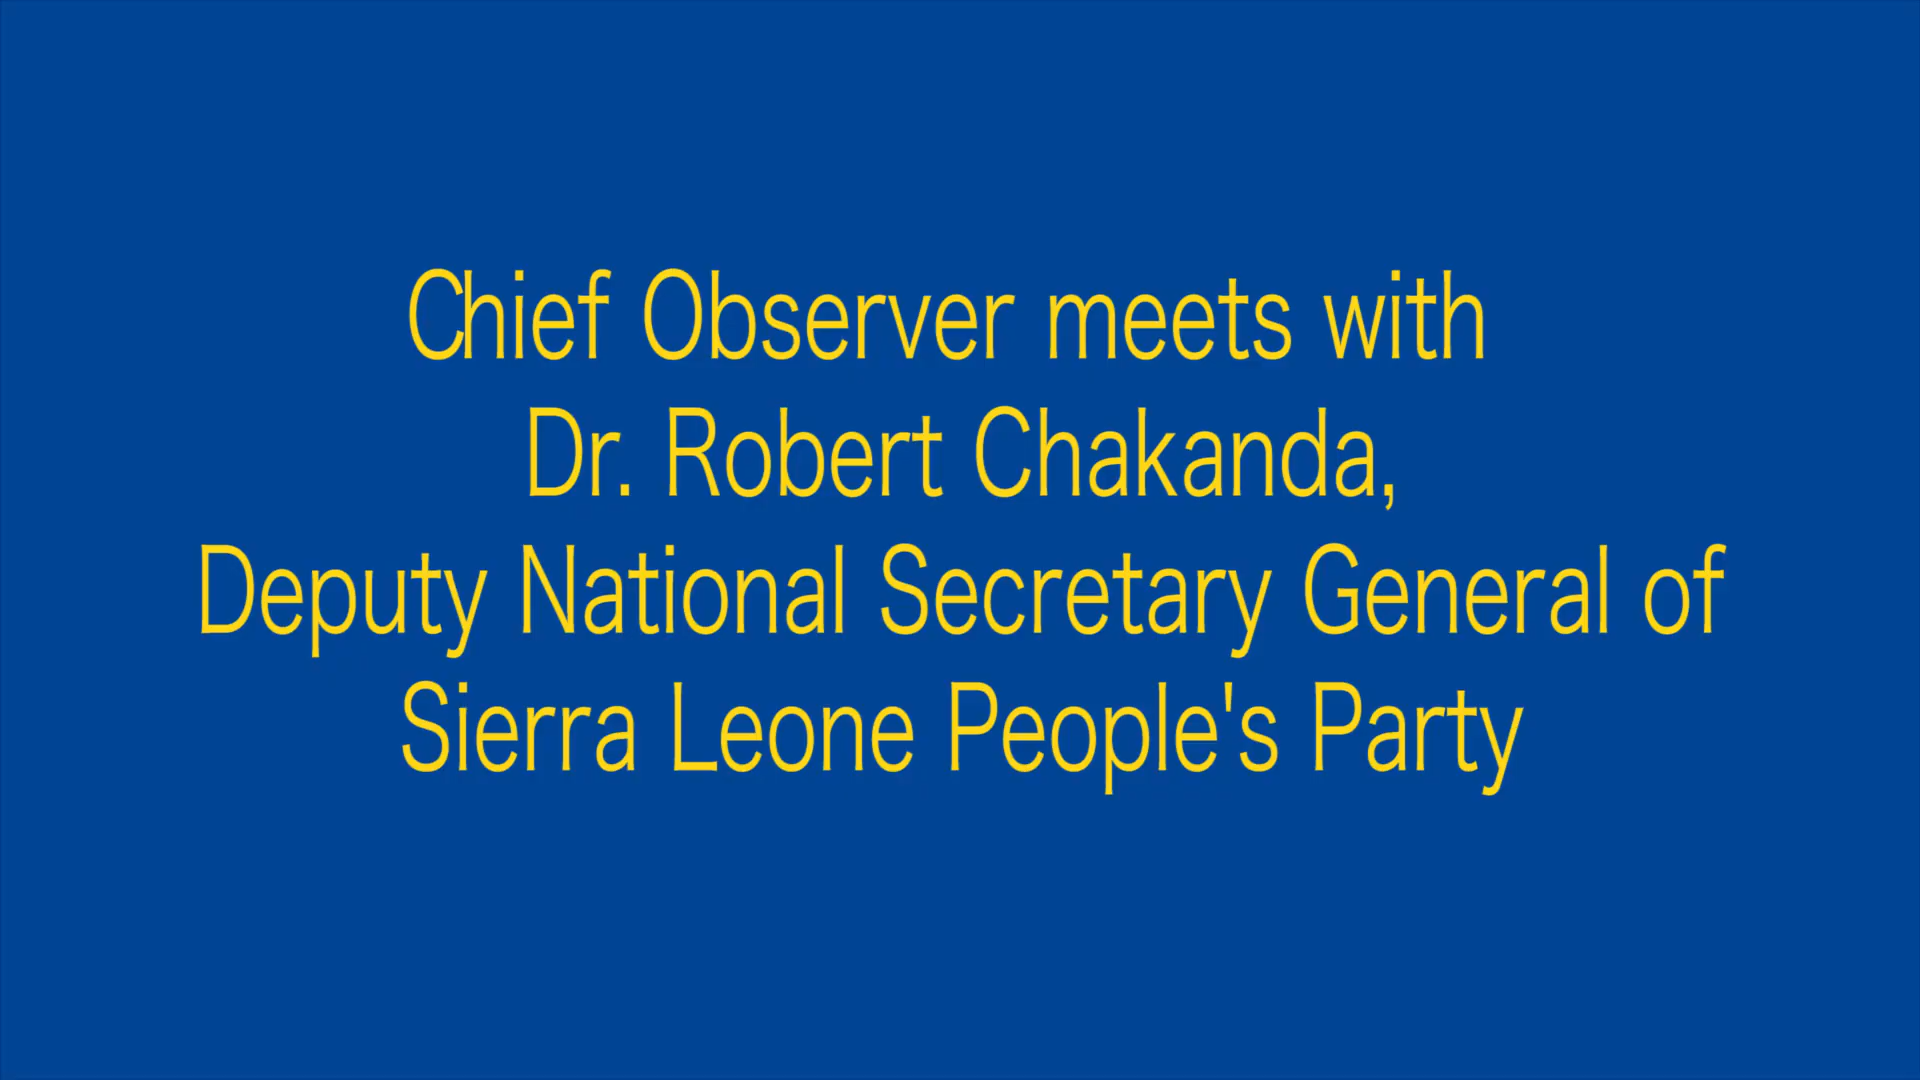 Chief Observer meets with
Dr. Robert Chakanda,
Deputy National Secretary General of
Sierra Leone People's Party